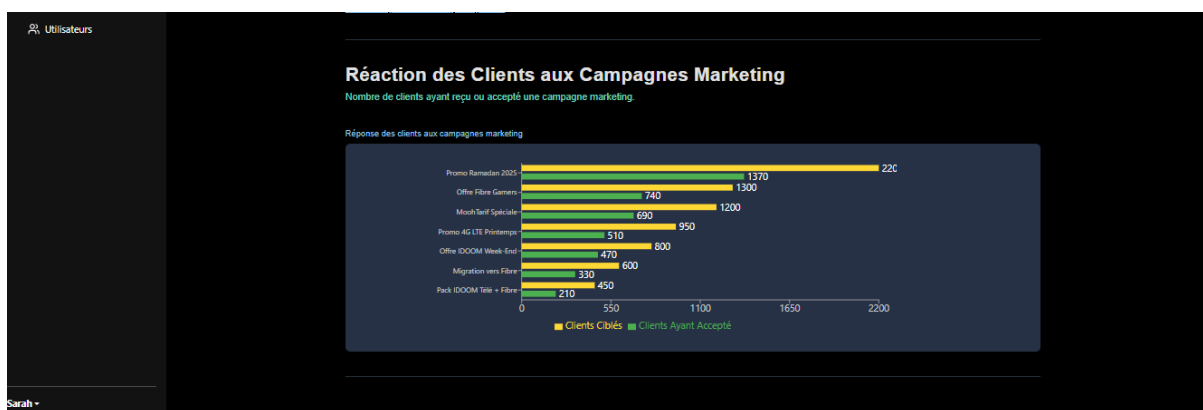 Utilisateurs
Réaction des Clients aux Campagnes Marketing
Nombre de clients ayant reçu ou accepté une campagne marketing.
Réponse des clients aux campagnes marketing
Promo Ramadan 2025 220
1370
Offre Fibre Gamers 1300
740
MoohTarif Spéciale 1200
690
Promo 4G LTE Printemps 950
510
Offre IDOOM Week-End 800
470
Migration vers Fibre 600
330
Pack IDOOM Télé + Fibre 450
210
0 550 1100 1650 2200
Clients Ciblés Clients Ayant Accepté
Sarah